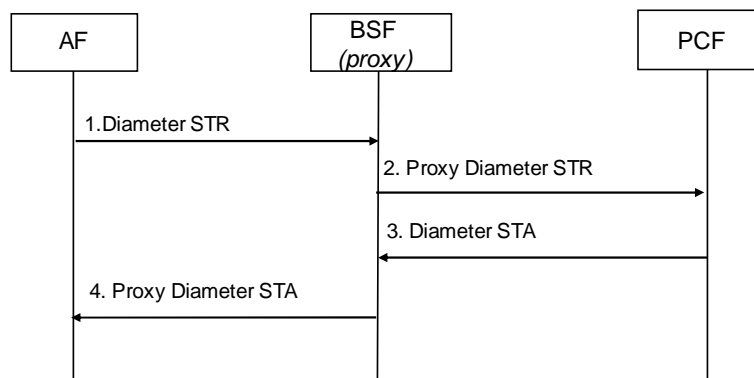 AF
BSF
(proxy)
PCF
1.Diameter STR
2. Proxy Diameter STR
3. Diameter STA
4. Proxy Diameter STA